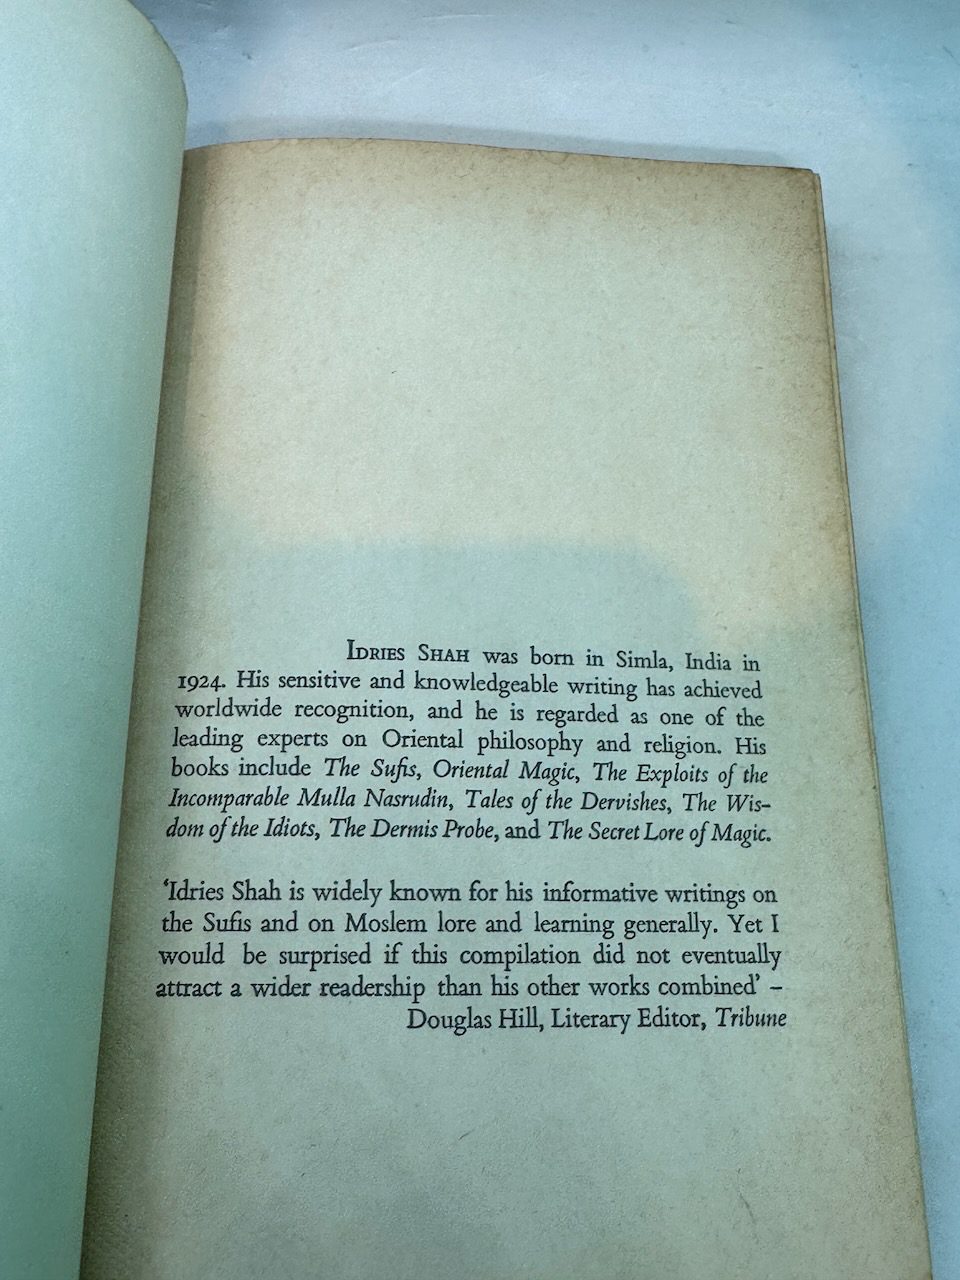 IDRIES SHAH was born in Simla, India in
1924. His sensitive and knowledgeable writing has achieved
worldwide recognition, and he is regarded as one of the
leading experts on Oriental philosophy and religion. His
books include The Sufis, Oriental Magic, The Exploits of the
Incomparable Mulla Nasrudin, Tales of the Dervishes, The Wis-
dom of the Idiots, The Dermis Probe, and The Secret Lore of Magic.
‘Idries Shah is widely known for his informative writings on
the Sufis and on Moslem lore and learning generally. Yet I
would be surprised if this compilation did not eventually
attract a wider readership than his other works combined’ –
Douglas Hill, Literary Editor, Tribune